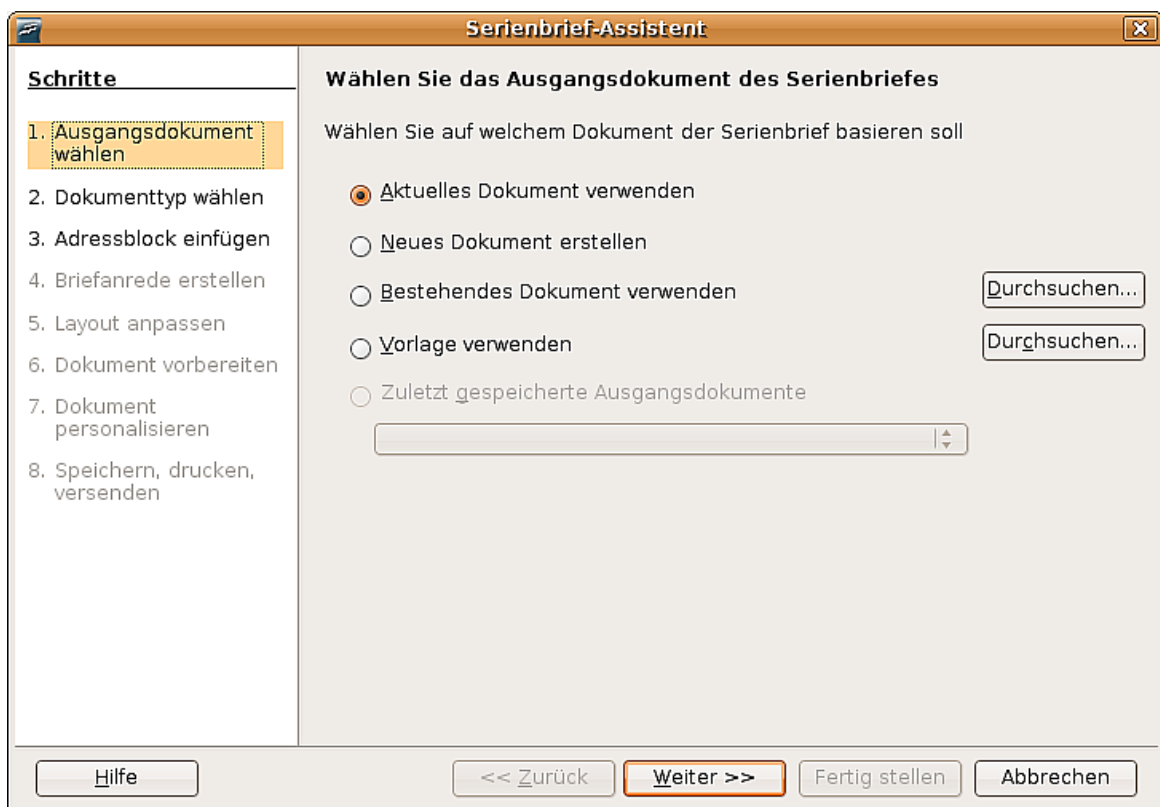 Serienbrief-Assistent
Schritte
1. Ausgangsdokument
wählen
2. Dokumenttyp wählen
3. Adressblock einfügen
4. Briefanrede erstellen
5. Layout anpassen
6. Dokument vorbereiten
7. Dokument
personalisieren
8. Speichern, drucken,
versenden
Wählen Sie das Ausgangsdokument des Serienbriefes
Wählen Sie auf welchem Dokument der Serienbrief basieren soll
Aktuelles Dokument verwenden
Neues Dokument erstellen
Bestehendes Dokument verwenden
Durchsuchen...
Vorlage verwenden
Durchsuchen...
Zuletzt gespeicherte Ausgangsdokumente
Hilfe
<< Zurück
Weiter >>
Fertig stellen
Abbrechen